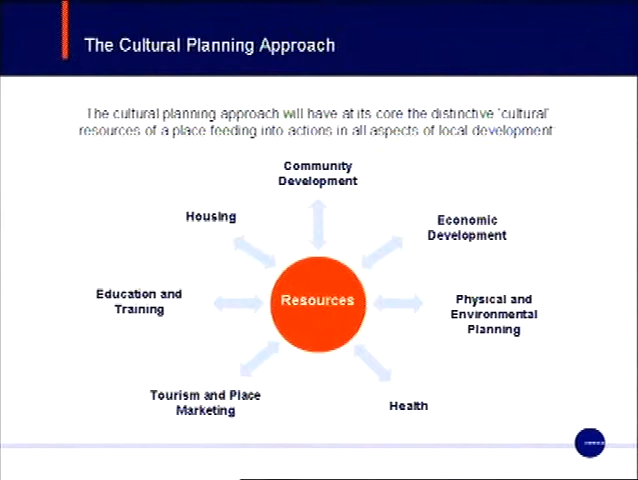 The Cultural Planning Approach
The cultural planning approach will have at its core the distinctive 'cultural'
resources of a place feeding into actions in all aspects of local development
Community
Development
Housing
Economic
Development
Education and
Training
Resources
Physical and
Environmental
Planning
Tourism and Place
Marketing
Health